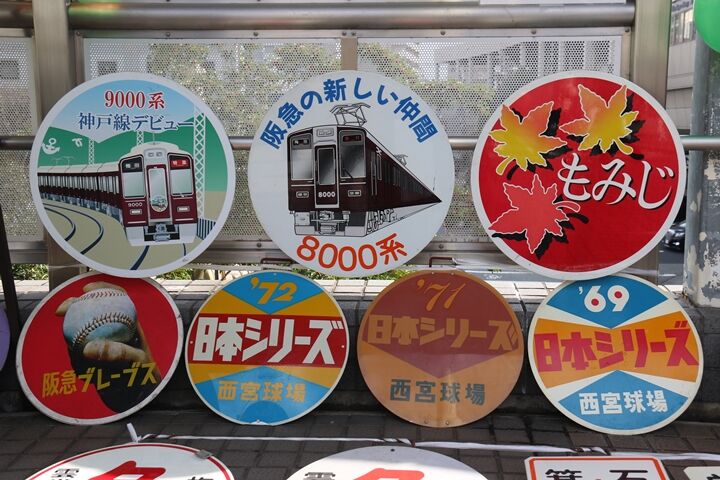 9000系
神戸線デビュー
9000
阪急の新しい仲間
8000
8000系
もみじ
阪急ブレーブス
'72
日本シリーズ
西宮球場
'71
日本シリーズ
西宮球場
'69
日本シリーズ
西宮球場